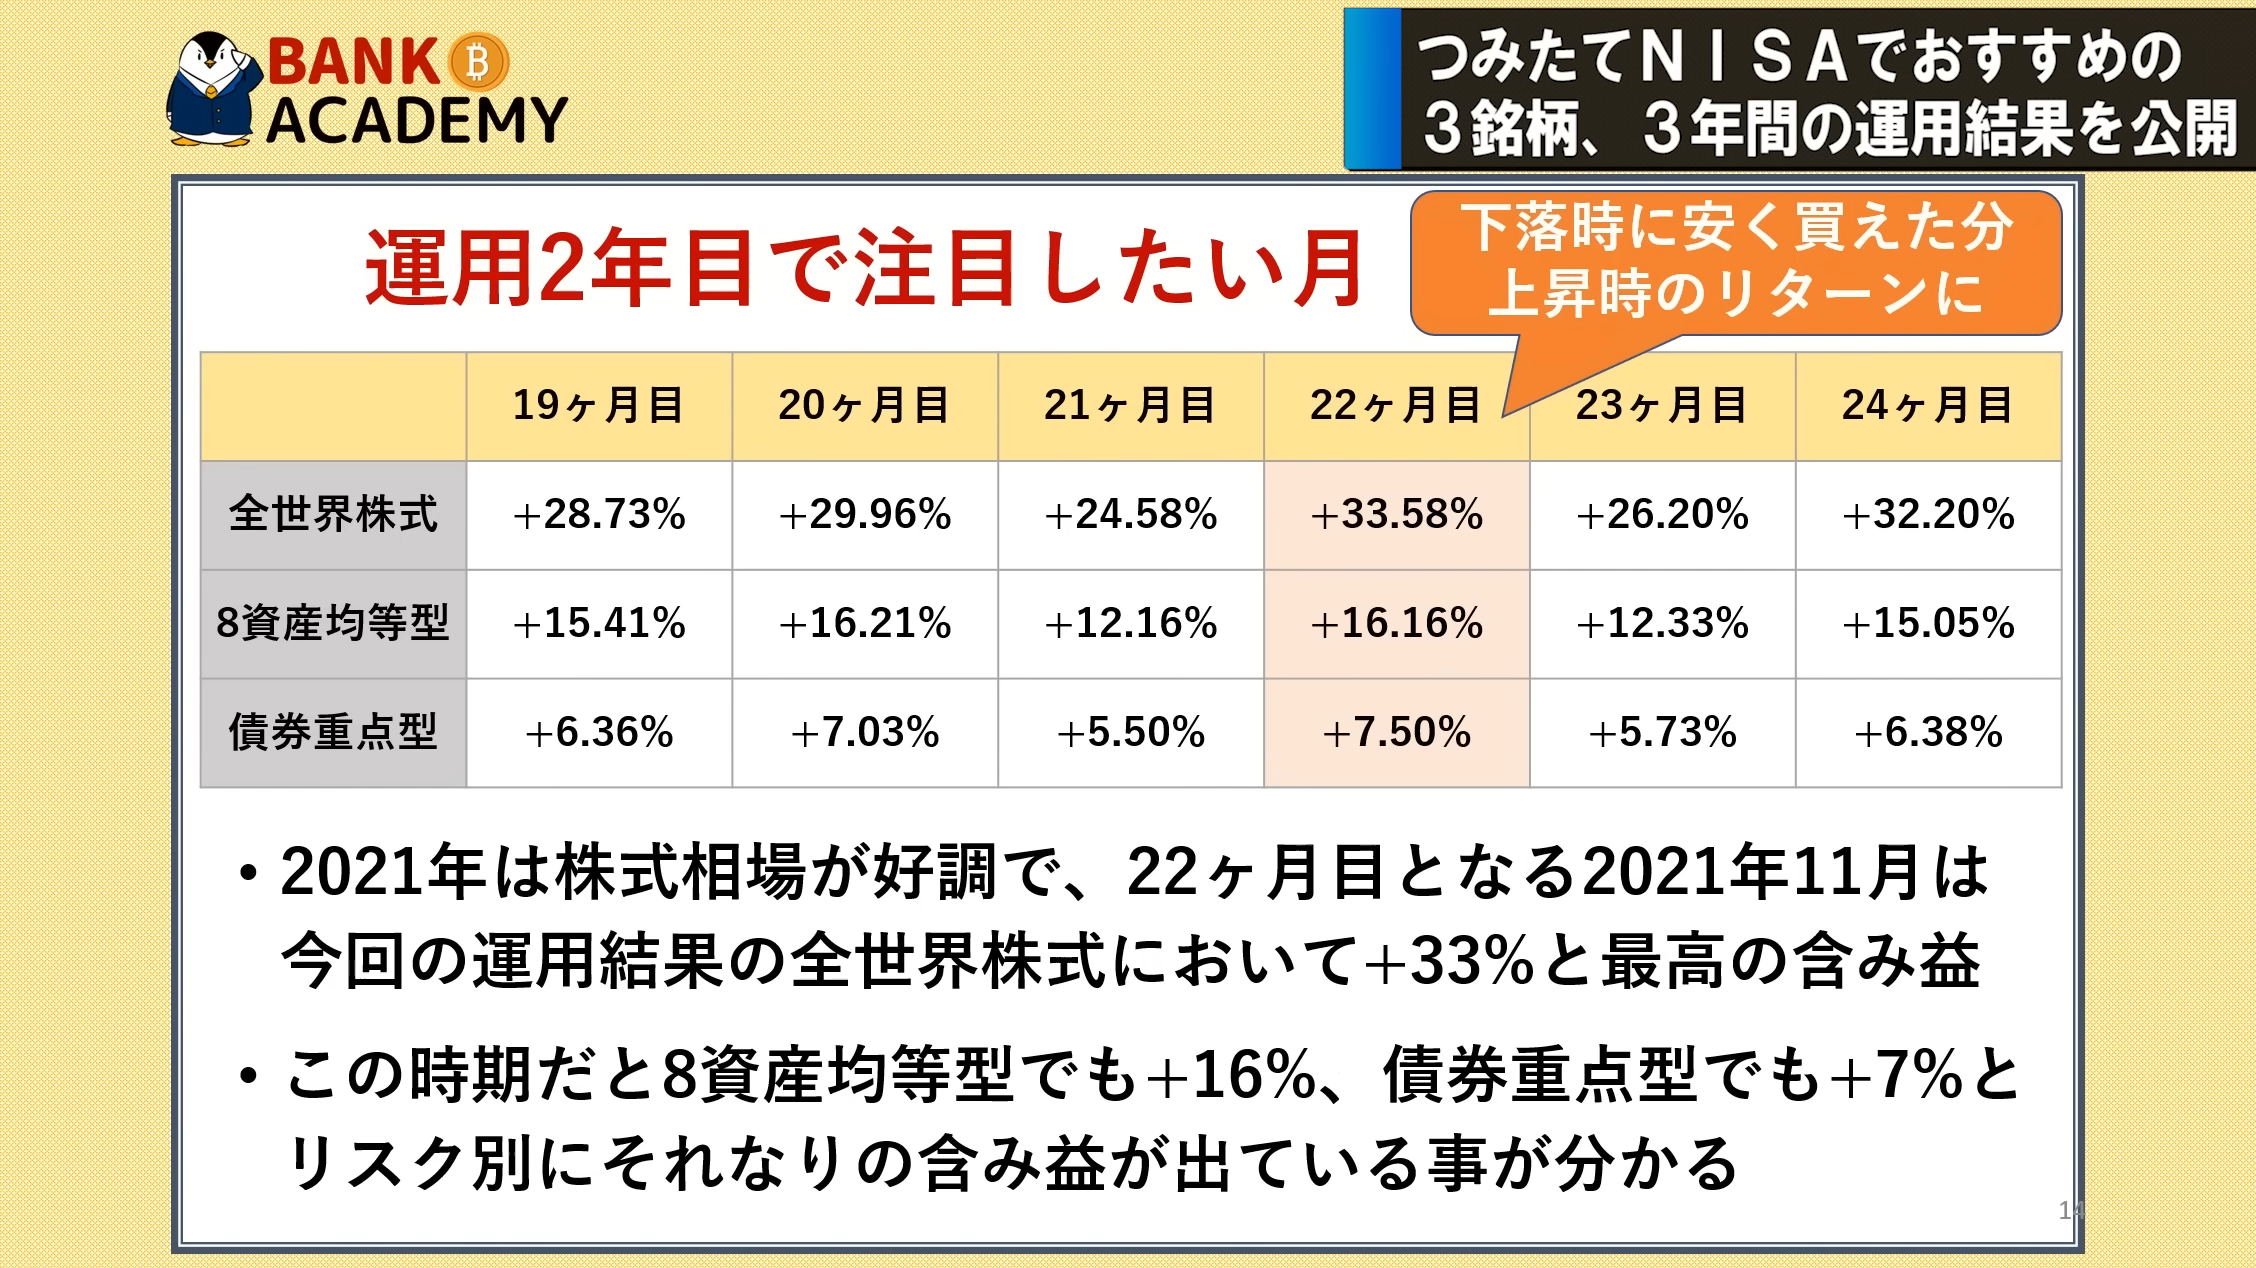 BANK
ACADEMY
つみたてＮＩＳＡでおすすめの
３銘柄、３年間の運用結果を公開
運用2年目で注目したい月
下落時に安く買えた分
上昇時のリターンに
19ヶ月目 20ヶ月目 21ヶ月目 22ヶ月目 23ヶ月目 24ヶ月目
全世界株式 +28.73% +29.96% +24.58% +33.58% +26.20% +32.20%
8資産均等型 +15.41% +16.21% +12.16% +16.16% +12.33% +15.05%
債券重点型 +6.36% +7.03% +5.50% +7.50% +5.73% +6.38%
・2021年は株式相場が好調で、22ヶ月目となる2021年11月は
今回の運用結果の全世界株式において+33%と最高の含み益
・この時期だと8資産均等型でも+16%、債券重点型でも+7%と
リスク別にそれなりの含み益が出ている事が分かる
14